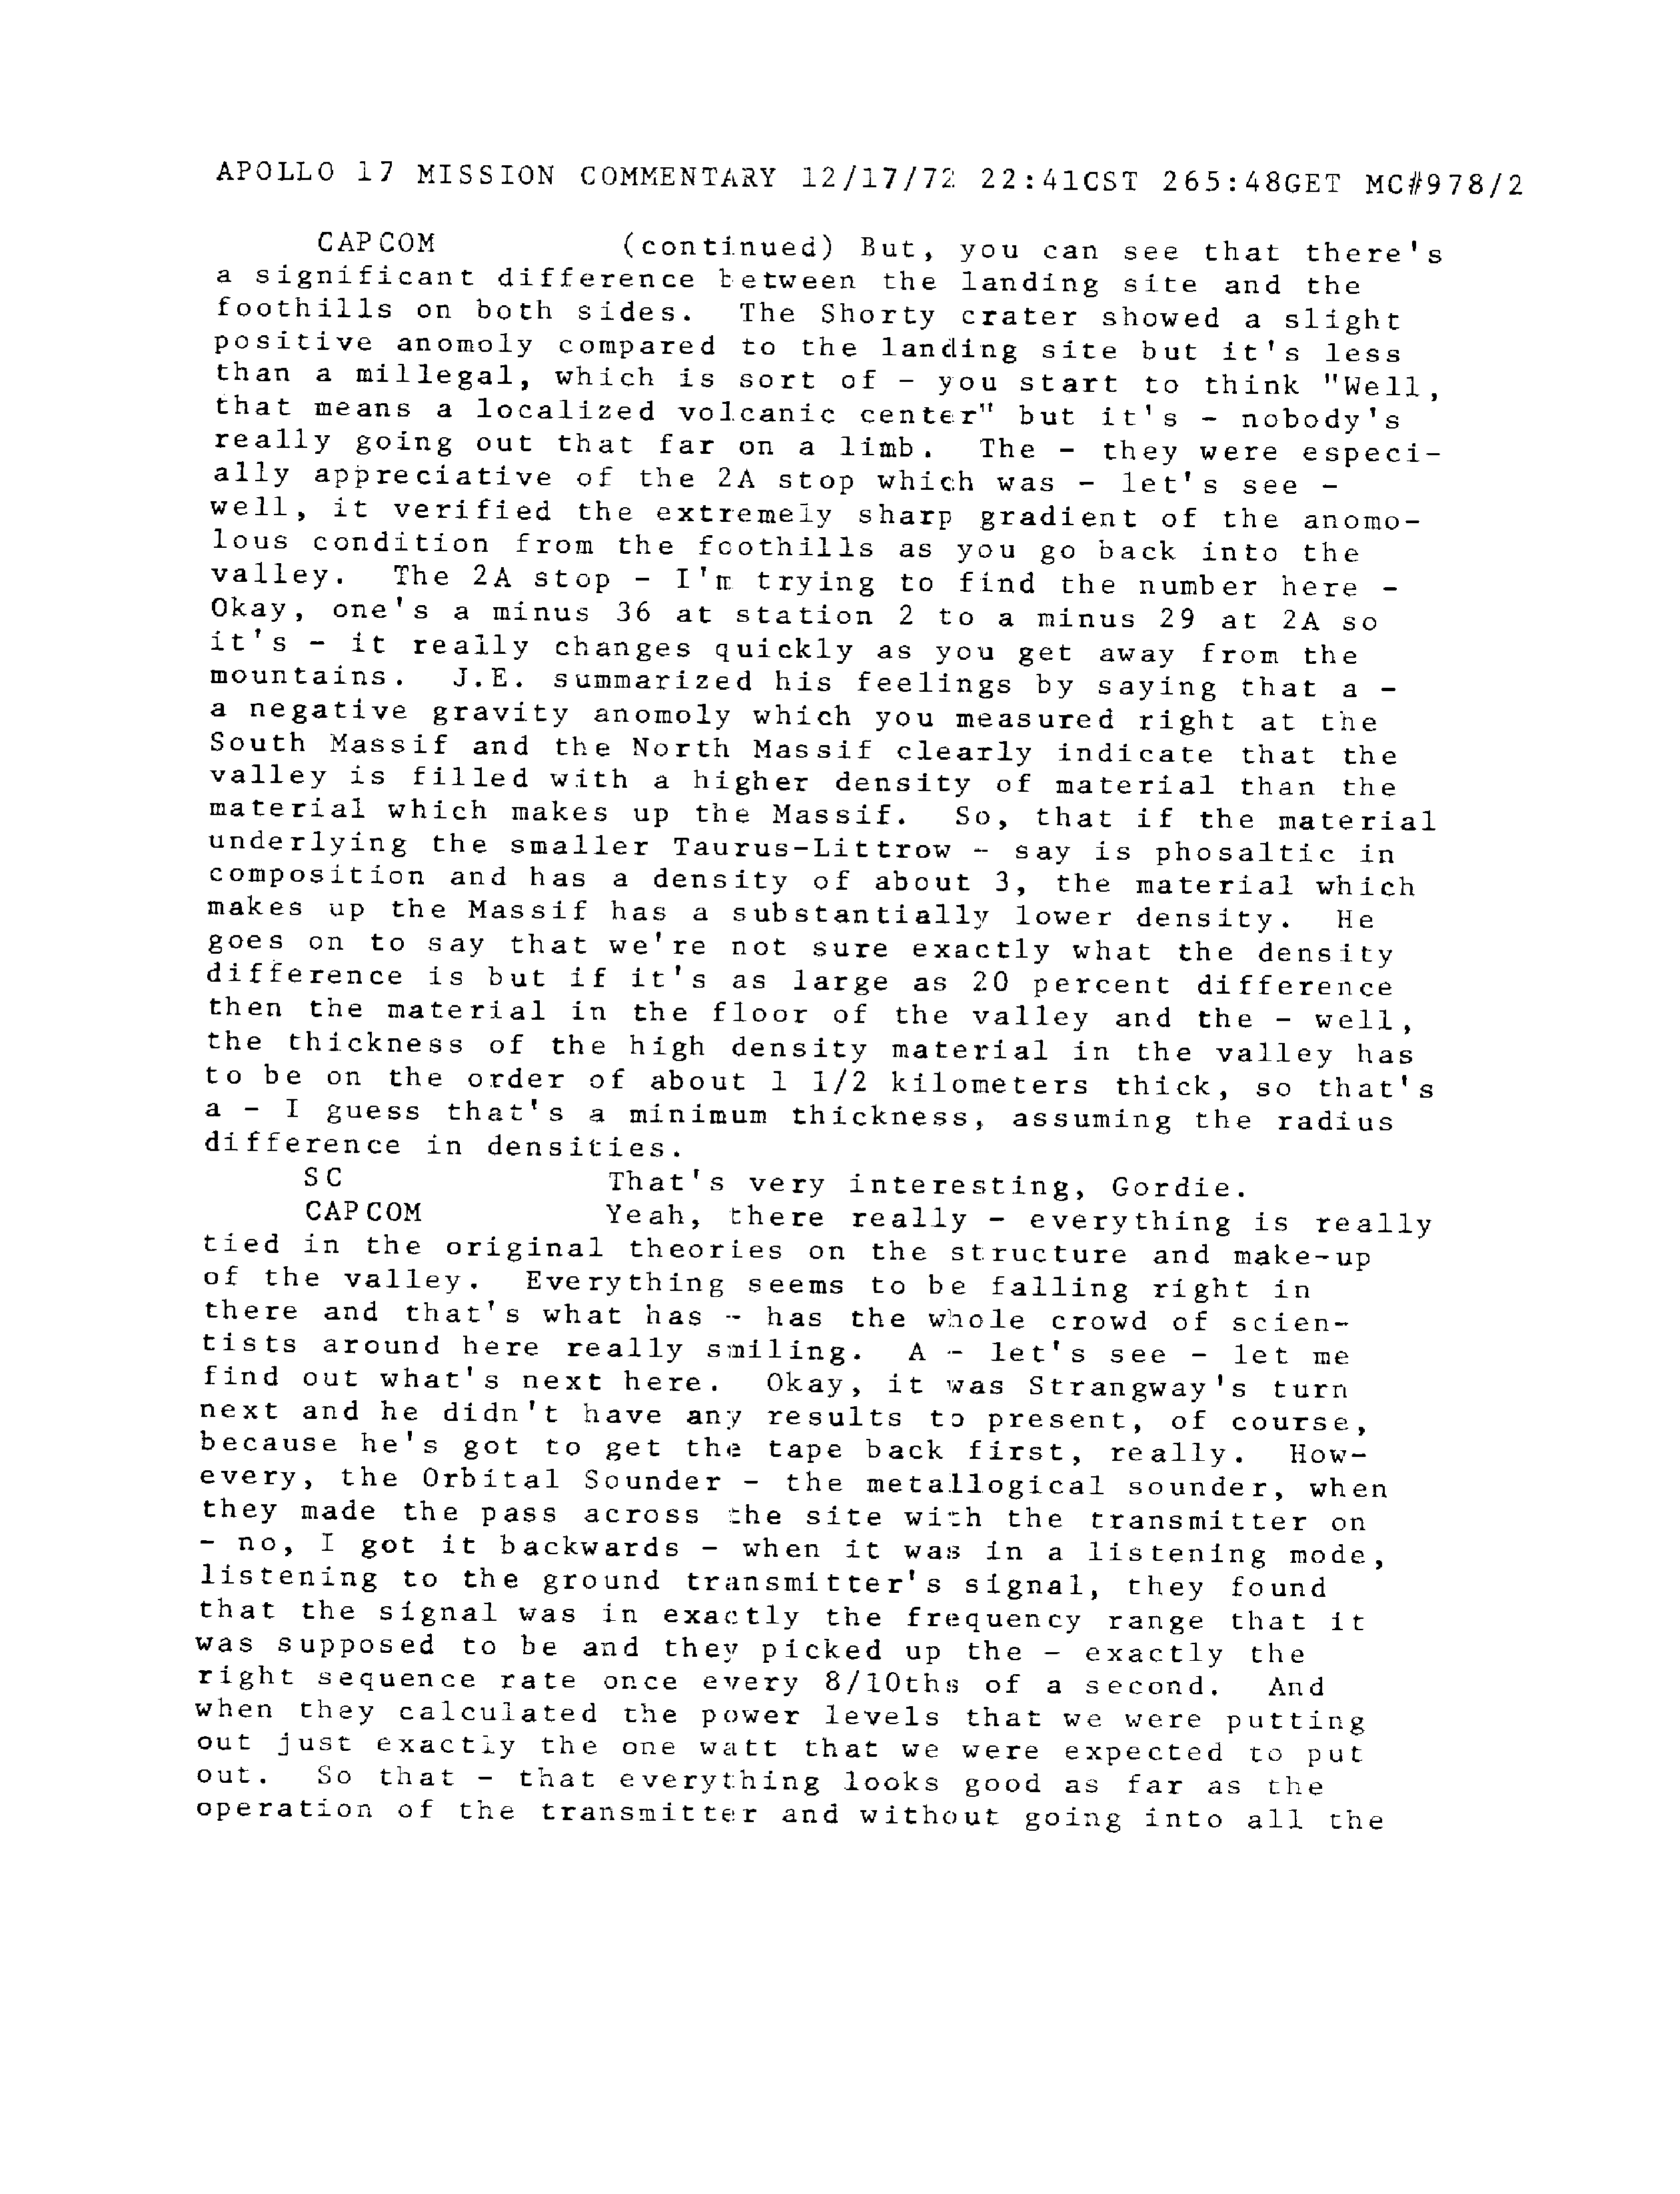 APOLLO 17 MISSION COMMENTARY 12/17/72 22:41CST 265:48GET MC#978/2
CAPCOM (continued) But, you can see that there's
a significant difference between the landing site and the
foothills on both sides. The Shorty crater showed a slight
positive anomoly compared to the landing site but it's less
than a millegal, which is sort of - you start to think "Well,
that means a localized volcanic center" but it's - nobody's
really going out that far on a limb. The - they were especi-
ally appreciative of the 2A stop which was - let's see -
well, it verified the extremely sharp gradient of the anomo-
lous condition from the foothills as you go back into the
valley. The 2A stop - I'm trying to find the number here -
Okay, one's a minus 36 at station 2 to a minus 29 at 2A so
it's - it really changes quickly as you get away from the
mountains. J.E. summarized his feelings by saying that a -
a negative gravity anomoly which you measured right at the
South Massif and the North Massif clearly indicate that the
valley is filled with a higher density of material than the
material which makes up the Massif. So, that if the material
underlying the smaller Taurus-Littrow - say is phosaltic in
composition and has a density of about 3, the material which
makes up the Massif has a substantially lower density. He
goes on to say that we're not sure exactly what the density
difference is but if it's as large as 20 percent difference
then the material in the floor of the valley and the - well,
the thickness of the high density material in the valley has
to be on the order of about 1 1/2 kilometers thick, so that's
a - I guess that's a minimum thickness, assuming the radius
difference in densities.
SC That's very interesting, Gordie.
CAPCOM Yeah, there really - everything is really
tied in the original theories on the structure and make-up
of the valley. Everything seems to be falling right in
there and that's what has - has the whole crowd of scien-
tists around here really smiling. A - let's see - let me
find out what's next here. Okay, it was Strangway's turn
next and he didn't have any results to present, of course,
because he's got to get the tape back first, really. How-
every, the Orbital Sounder - the metallogical sounder, when
they made the pass across the site with the transmitter on
- no, I got it backwards - when it was in a listening mode,
listening to the ground transmitter's signal, they found
that the signal was in exactly the frequency range that it
was supposed to be and they picked up the - exactly the
right sequence rate once every 8/10ths of a second. And
when they calculated the power levels that we were putting
out just exactly the one watt that we were expected to put
out. So that - that everything looks good as far as the
operation of the transmitter and without going into all the